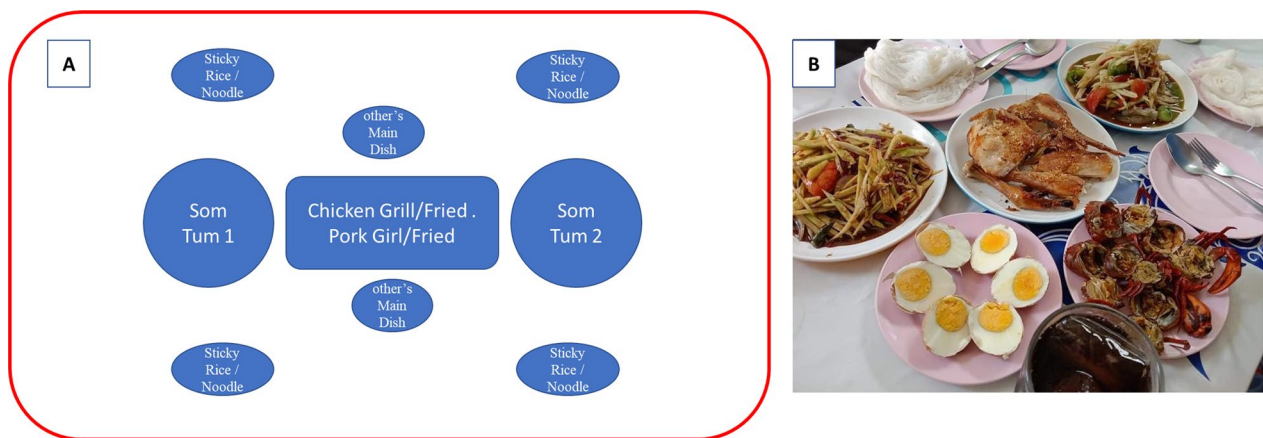 A
Sticky
Rice /
Noodle
Sticky
Rice /
Noodle
other's
Main
Dish
Som
Tum 1
Chicken Grill/Fried .
Pork Girl/Fried
Som
Tum 2
other's
Main
Dish
Sticky
Rice /
Noodle
Sticky
Rice /
Noodle
B